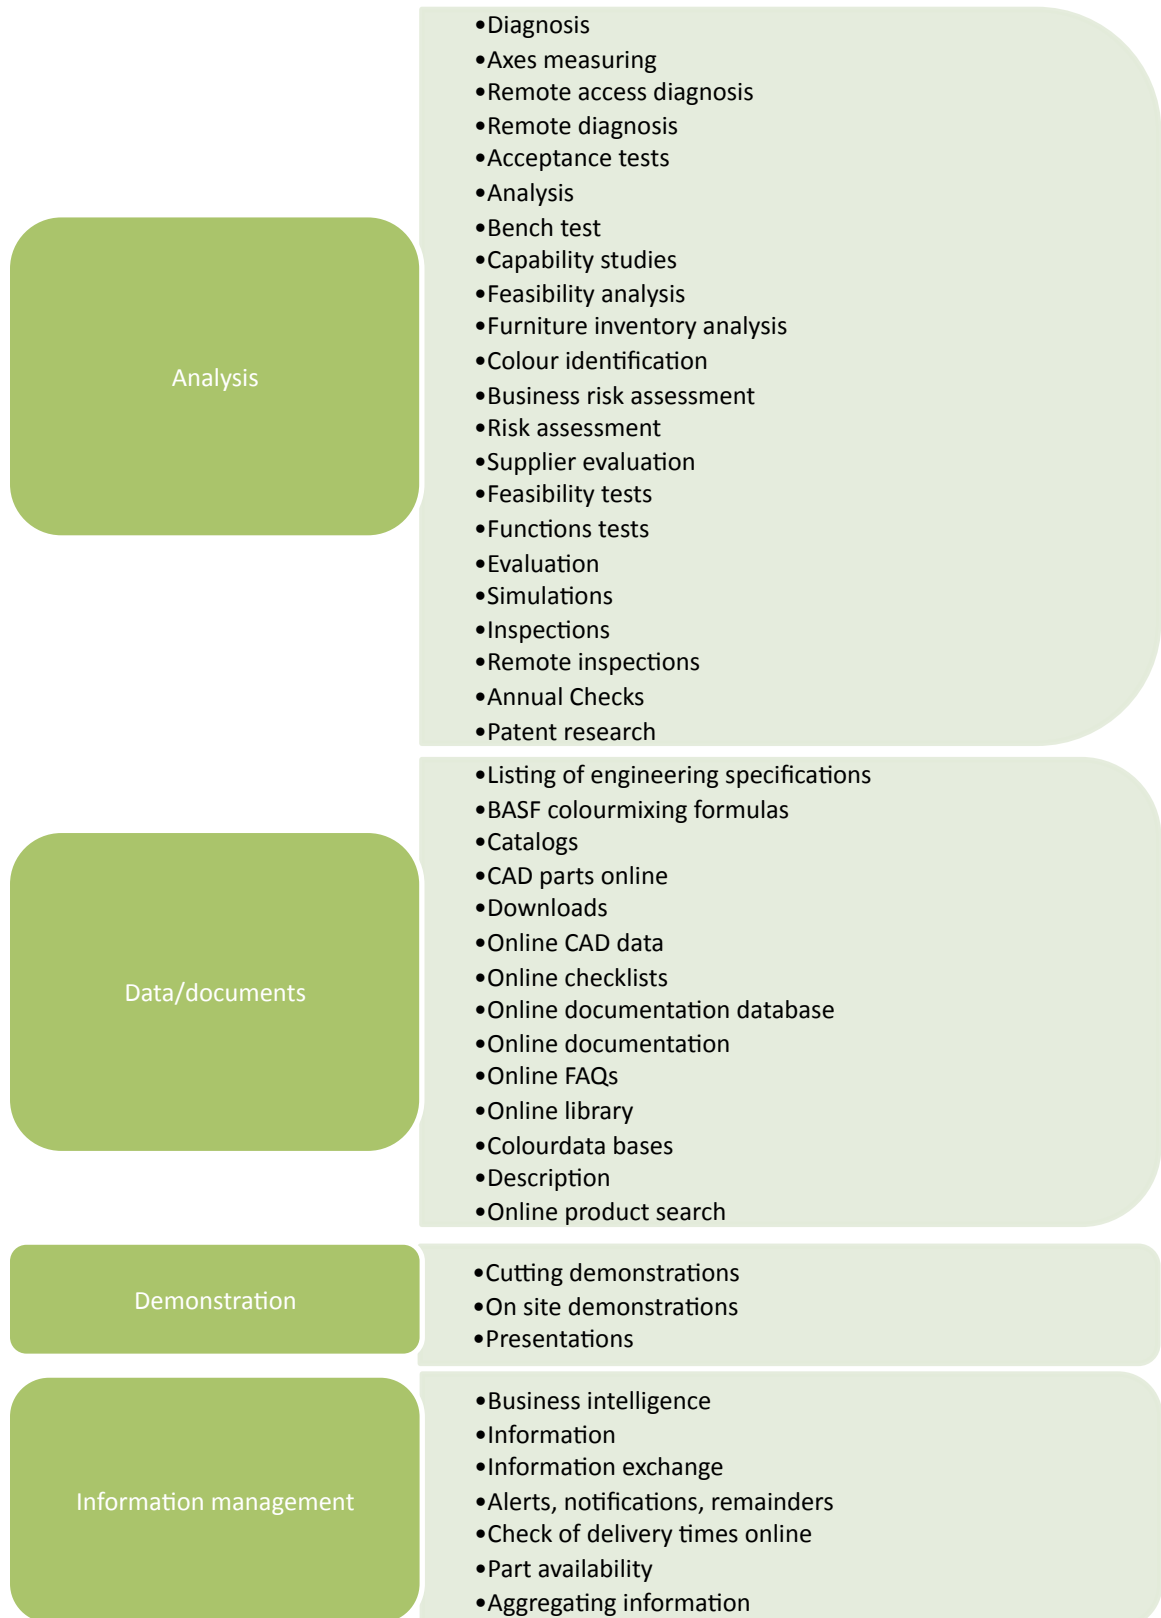 Analysis
•Diagnosis
•Axes measuring
•Remote access diagnosis
•Remote diagnosis
•Acceptance tests
•Analysis
•Bench test
•Capability studies
•Feasibility analysis
•Furniture inventory analysis
•Colour identification
•Business risk assessment
•Risk assessment
•Supplier evaluation
•Feasibility tests
•Functions tests
•Evaluation
•Simulations
•Inspections
•Remote inspections
•Annual Checks
•Patent research
Data/documents
•Listing of engineering specifications
•BASF colourmixing formulas
•Catalogs
•CAD parts online
•Downloads
•Online CAD data
•Online checklists
•Online documentation database
•Online documentation
•Online FAQs
•Online library
•Colourdata bases
•Description
•Online product search
Demonstration
•Cutting demonstrations
•On site demonstrations
•Presentations
Information management
•Business intelligence
•Information
•Information exchange
•Alerts, notifications, remainders
•Check of delivery times online
•Part availability
•Aggregating information